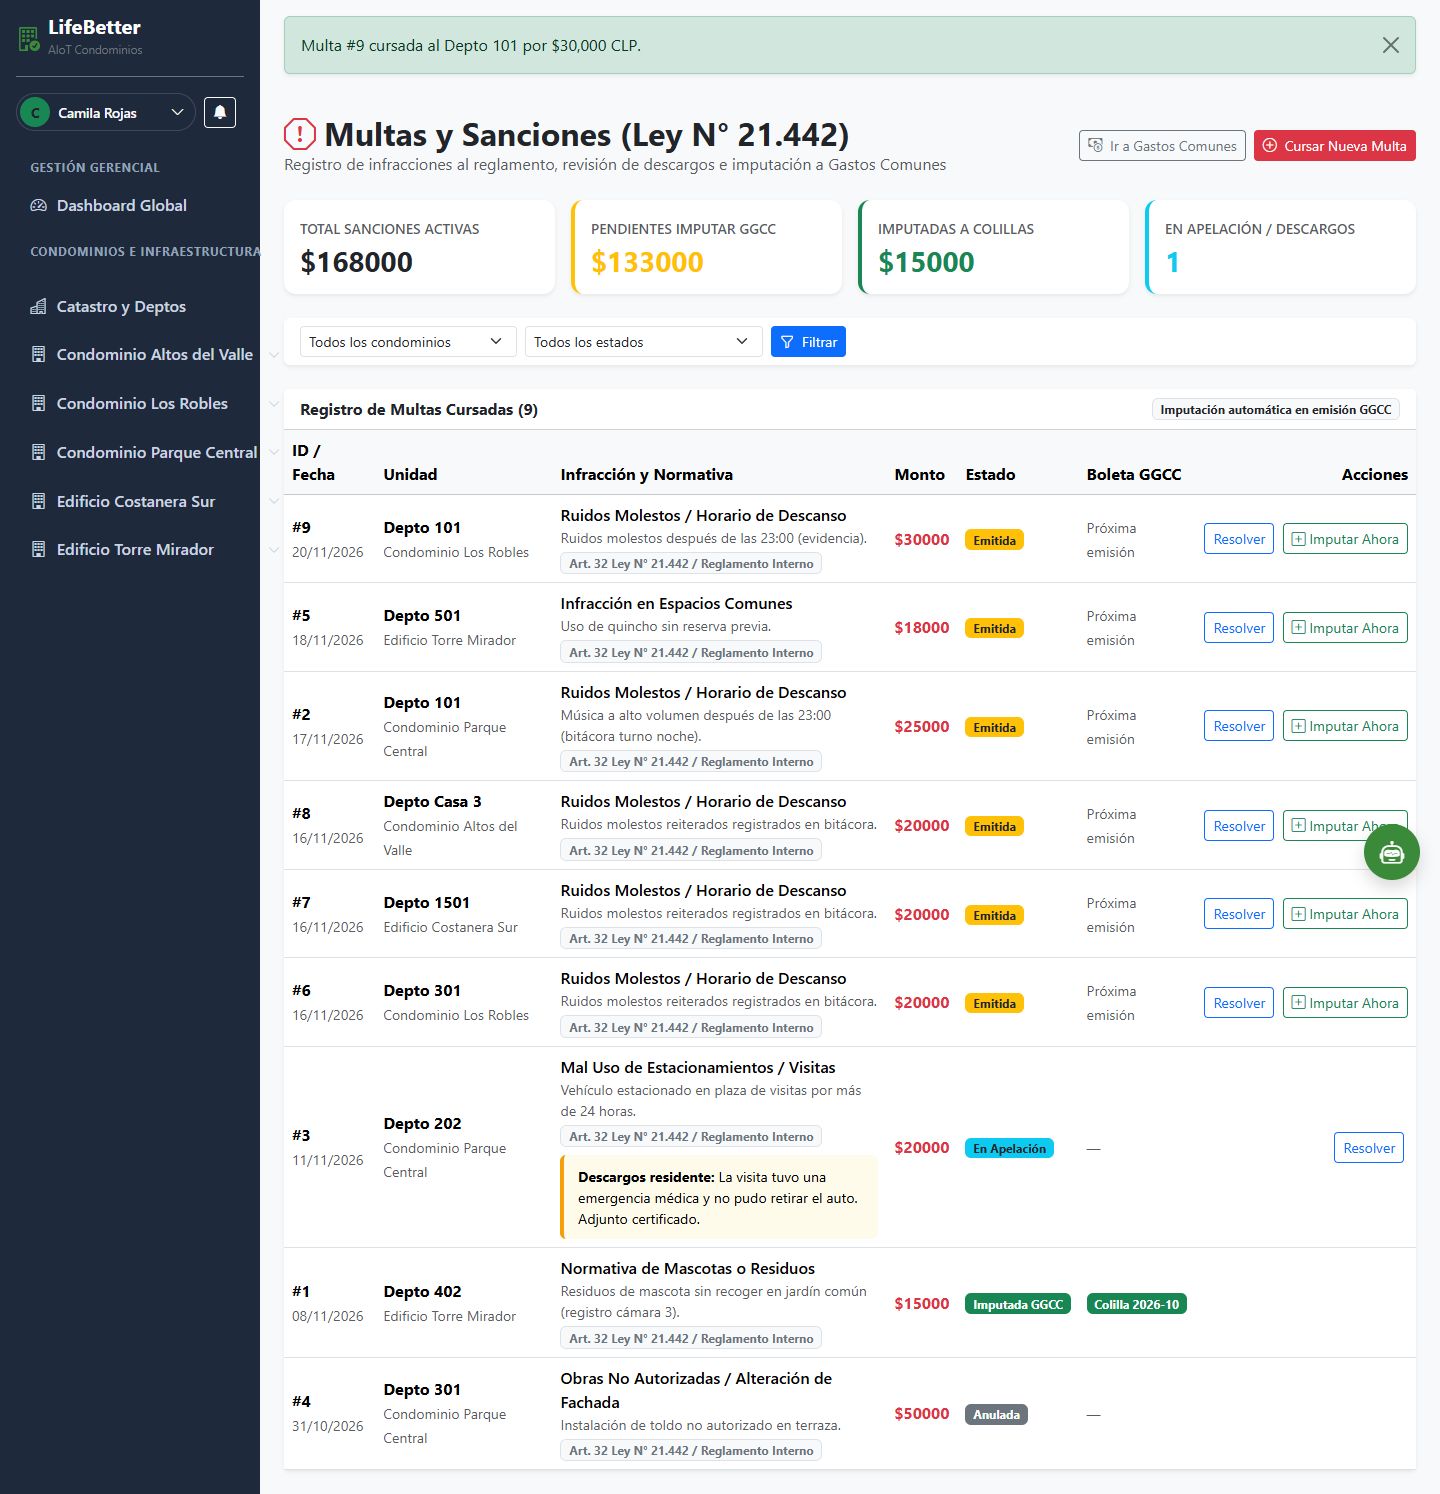 LifeBetter
AIoT Condominios
C Camila Rojas
GESTIÓN GERENCIAL
Dashboard Global
CONDOMINIOS E INFRAESTRUCTURA
Catastro y Deptos
Condominio Altos del Valle
Condominio Los Robles
Condominio Parque Central
Edificio Costanera Sur
Edificio Torre Mirador
Multa #9 cursada al Depto 101 por $30,000 CLP.
Multas y Sanciones (Ley N° 21.442)
Registro de infracciones al reglamento, revisión de descargos e imputación a Gastos Comunes
Ir a Gastos Comunes
Cursar Nueva Multa
TOTAL SANCIONES ACTIVAS
$168000
PENDIENTES IMPUTAR GGCC
$133000
IMPUTADAS A COLILLAS
$15000
EN APELACIÓN / DESCARGOS
1
Todos los condominios
Todos los estados
Filtrar
Registro de Multas Cursadas (9)
Imputación automática en emisión GGCC
ID / Fecha
Unidad
Infracción y Normativa
Monto
Estado
Boleta GGCC
Acciones
#9
20/11/2026
Depto 101
Condominio Los Robles
Ruidos Molestos / Horario de Descanso
Ruidos molestos después de las 23:00 (evidencia).
Art. 32 Ley N° 21.442 / Reglamento Interno
$30000
Emitida
Próxima
emisión
Resolver
Imputar Ahora
#5
18/11/2026
Depto 501
Edificio Torre Mirador
Infracción en Espacios Comunes
Uso de quincho sin reserva previa.
Art. 32 Ley N° 21.442 / Reglamento Interno
$18000
Emitida
Próxima
emisión
Resolver
Imputar Ahora
#2
17/11/2026
Depto 101
Condominio Parque
Central
Ruidos Molestos / Horario de Descanso
Música a alto volumen después de las 23:00
(bitácora turno noche).
Art. 32 Ley N° 21.442 / Reglamento Interno
$25000
Emitida
Próxima
emisión
Resolver
Imputar Ahora
#8
16/11/2026
Depto Casa 3
Condominio Altos del
Valle
Ruidos Molestos / Horario de Descanso
Ruidos molestos reiterados registrados en bitácora.
Art. 32 Ley N° 21.442 / Reglamento Interno
$20000
Emitida
Próxima
emisión
Resolver
Imputar Ahora
#7
16/11/2026
Depto 1501
Edificio Costanera Sur
Ruidos Molestos / Horario de Descanso
Ruidos molestos reiterados registrados en bitácora.
Art. 32 Ley N° 21.442 / Reglamento Interno
$20000
Emitida
Próxima
emisión
Resolver
Imputar Ahora
#6
16/11/2026
Depto 301
Condominio Los Robles
Ruidos Molestos / Horario de Descanso
Ruidos molestos reiterados registrados en bitácora.
Art. 32 Ley N° 21.442 / Reglamento Interno
$20000
Emitida
Próxima
emisión
Resolver
Imputar Ahora
#3
11/11/2026
Depto 202
Condominio Parque
Central
Mal Uso de Estacionamientos / Visitas
Vehículo estacionado en plaza de visitas por más
de 24 horas.
Art. 32 Ley N° 21.442 / Reglamento Interno
Descargos residente: La visita tuvo una
emergencia médica y no pudo retirar el auto.
Adjunto certificado.
$20000
En Apelación
—
Resolver
#1
08/11/2026
Depto 402
Edificio Torre Mirador
Normativa de Mascotas o Residuos
Residuos de mascota sin recoger en jardín común
(registro cámara 3).
Art. 32 Ley N° 21.442 / Reglamento Interno
$15000
Imputada GGCC
Colilla 2026-10
#4
31/10/2026
Depto 301
Condominio Parque
Central
Obras No Autorizadas / Alteración de
Fachada
Instalación de toldo no autorizado en terraza.
Art. 32 Ley N° 21.442 / Reglamento Interno
$50000
Anulada
—